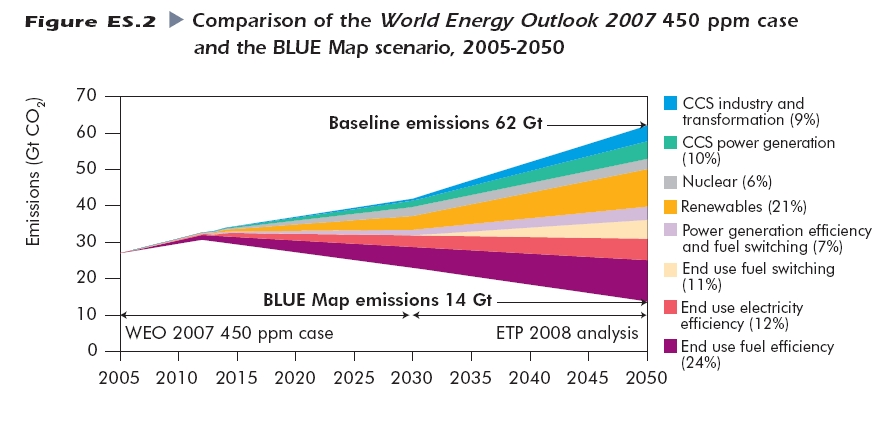 Figure ES.2 ▶ Comparison of the World Energy Outlook 2007 450 ppm case
and the BLUE Map scenario, 2005-2050
Emissions (Gt CO₂)
70
60
50
40
30
20
10
0
Baseline emissions 62 Gt
BLUE Map emissions 14 Gt
WEO 2007 450 ppm case
ETP 2008 analysis
2005 2010 2015 2020 2025 2030 2035 2040 2045 2050
CCS industry and
transformation (9%)
CCS power generation
(10%)
Nuclear (6%)
Renewables (21%)
Power generation efficiency
and fuel switching (7%)
End use fuel switching
(11%)
End use electricity
efficiency (12%)
End use fuel efficiency
(24%)